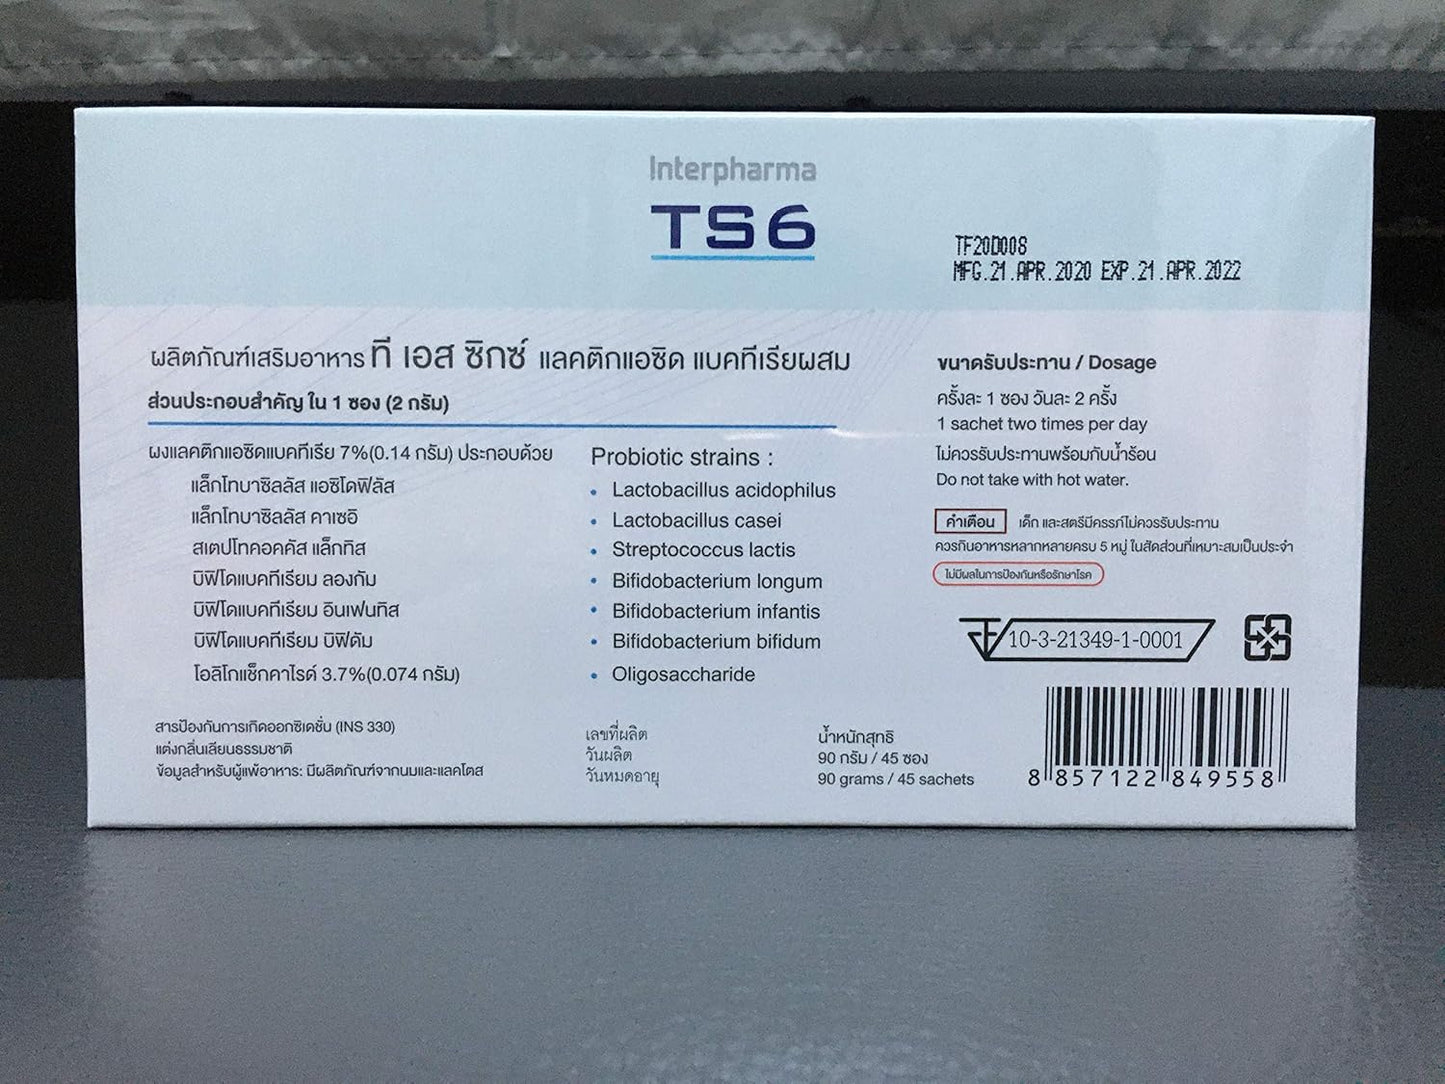 Interpharma
TS6
TF20D008
MFG.21.APR.2020 EXP.21.APR.2022
ผลิตภัณฑ์เสริมอาหาร ที เอส ซิกซ์ แลคติกแอซิด แบคทีเรียผสม
ส่วนประกอบสำคัญ ใน 1 ซอง (2 กรัม)
ผงแลคติกแอซิดแบคทีเรีย 7%(0.14 กรัม) ประกอบด้วย
แล็กโทบาซิลลัส แอซิโดฟิลัส
แล็กโทบาซิลลัส คาเซอิ
สเตปโทคอคคัส แล็กทิส
บิฟิโดแบคทีเรียม ลองกัม
บิฟิโดแบคทีเรียม อินเฟนทิส
บิฟิโดแบคทีเรียม บิฟิดัม
โอลิโกแซ็กคาไรด์ 3.7%(0.074 กรัม)
Probiotic strains :
• Lactobacillus acidophilus
• Lactobacillus casei
• Streptococcus lactis
• Bifidobacterium longum
• Bifidobacterium infantis
• Bifidobacterium bifidum
• Oligosaccharide
ขนาดรับประทาน / Dosage
ครั้งละ 1 ซอง วันละ 2 ครั้ง
1 sachet two times per day
ไม่ควรรับประทานพร้อมกับน้ำร้อน
Do not take with hot water.
คำเตือน เด็ก และสตรีมีครรภ์ไม่ควรรับประทาน
ควรกินอาหารหลากหลายครบ 5 หมู่ ในสัดส่วนที่เหมาะสมเป็นประจำ
ไม่มีผลในการป้องกันหรือรักษาโรค
10-3-21349-1-0001
สารป้องกันการเกิดออกซิเดชั่น (INS 330)
แต่งกลิ่นเลียนธรรมชาติ
ข้อมูลสำหรับผู้แพ้อาหาร: มีผลิตภัณฑ์จากนมและแลคโตส
เลขที่ผลิต
วันผลิต
วันหมดอายุ
น้ำหนักสุทธิ
90 กรัม / 45 ซอง
90 grams / 45 sachets
8 857122 849558